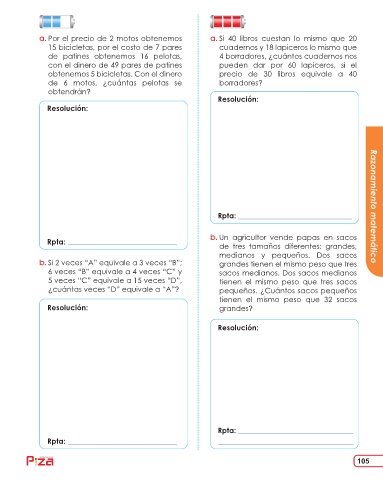 a. Por el precio de 2 motos obtenemos
15 bicicletas, por el costo de 7 pares
de patines obtenemos 16 pelotas,
con el dinero de 49 pares de patines
obtenemos 5 bicicletas. Con el dinero
de 6 motos, ¿cuántas pelotas se
obtendrán?
Resolución:
Rpta:
b. Si 2 veces “A” equivale a 3 veces “B”;
6 veces “B” equivale a 4 veces “C” y
5 veces “C” equivale a 15 veces “D”,
¿cuántas veces “D” equivale a “A”?
Resolución:
Rpta:
a. Si 40 libros cuestan lo mismo que 20
cuadernos y 18 lapiceros lo mismo que
4 borradores, ¿cuántos cuadernos nos
pueden dar por 60 lapiceros, si el
precio de 30 libros equivale a 40
borradores?
Resolución:
Rpta:
b. Un agricultor vende papas en sacos
de tres tamaños diferentes: grandes,
medianos y pequeños. Dos sacos
grandes tienen el mismo peso que tres
sacos medianos. Dos sacos medianos
tienen el mismo peso que tres sacos
pequeños. ¿Cuántos sacos pequeños
tienen el mismo peso que 32 sacos
grandes?
Resolución:
Rpta:
Razonamiento matemático
Piza
105